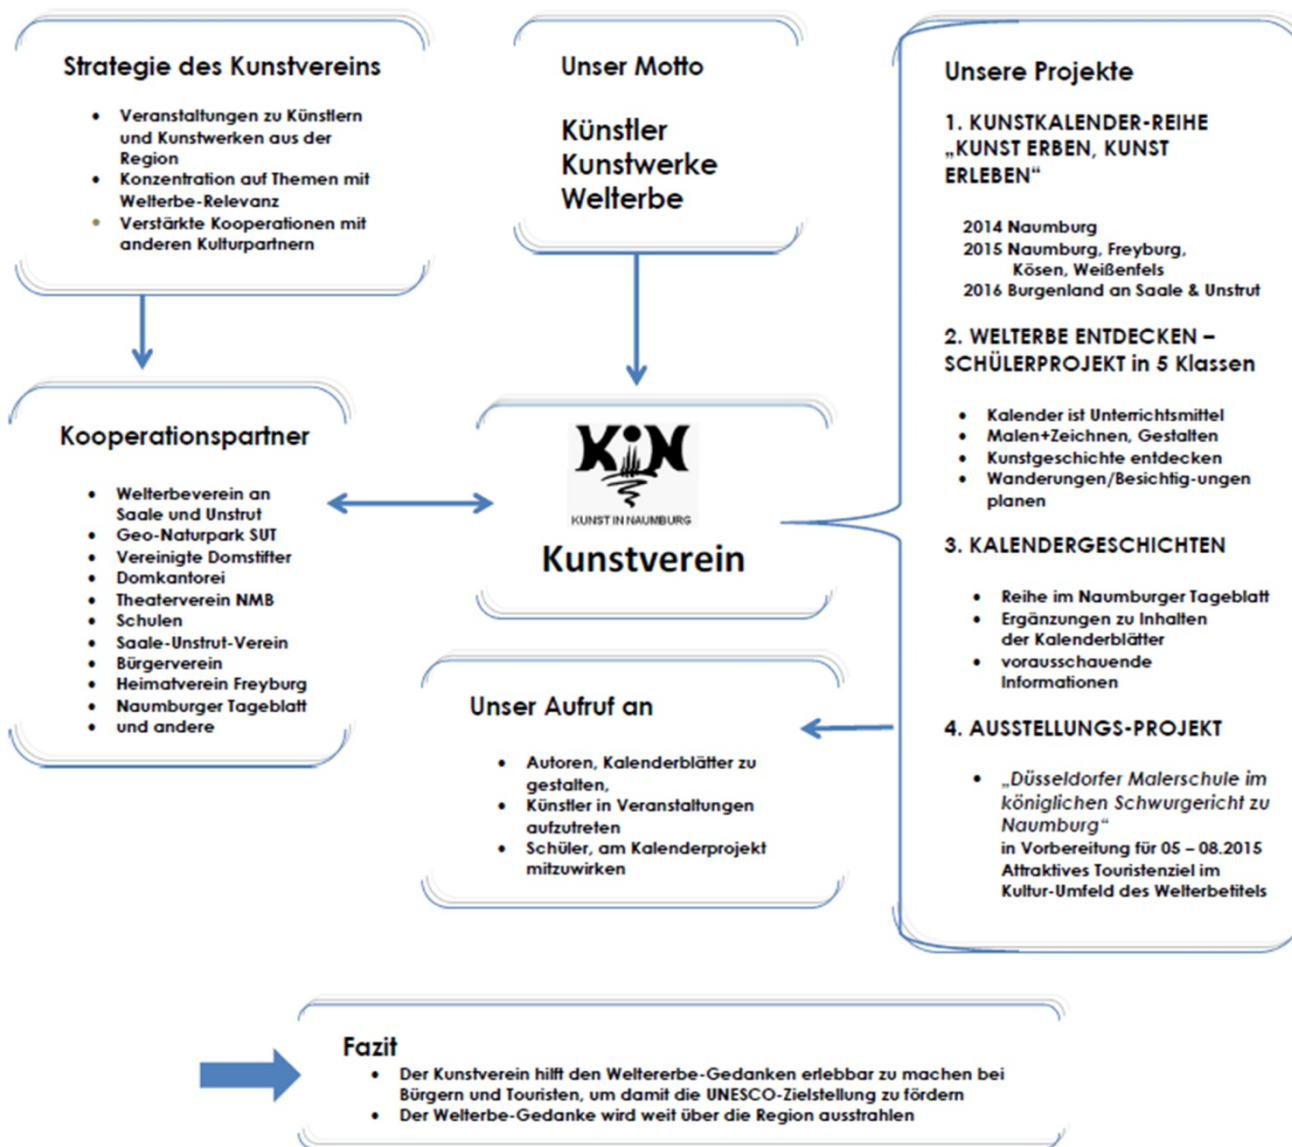 Strategie des Kunstvereins
• Veranstaltungen zu Künstlern
und Kunstwerken aus der
Region
• Konzentration auf Themen mit
Welterbe-Relevanz
• Verstärkte Kooperationen mit
anderen Kulturpartnern
Unser Motto
Künstler
Kunstwerke
Welterbe
Kooperationspartner
• Welterbeverein an
Saale und Unstrut
• Geo-Naturpark SUT
• Vereinigte Domstifter
• Domkantorei
• Theaterverein NMB
• Schulen
• Saale-Unstrut-Verein
• Bürgerverein
• Heimatverein Freyburg
• Naumburger Tageblatt
• und andere
KiN
KUNST IN NAUMBURG
Kunstverein
Unser Aufruf an
• Autoren, Kalenderblätter zu
gestalten,
• Künstler in Veranstaltungen
aufzutreten
• Schüler, am Kalenderprojekt
mitzuwirken
Unsere Projekte
1. KUNSTKALENDER-REIHE
„KUNST ERBEN, KUNST
ERLEBEN“
2014 Naumburg
2015 Naumburg, Freyburg,
Kösen, Weißenfels
2016 Burgenland an Saale & Unstrut
2. WELTERBE ENTDECKEN –
SCHÜLERPROJEKT in 5 Klassen
• Kalender ist Unterrichtsmittel
• Malen+Zeichnen, Gestalten
• Kunstgeschichte entdecken
• Wanderungen/Besichtig-ungen
planen
3. KALENDERGESCHICHTEN
• Reihe im Naumburger Tageblatt
• Ergänzungen zu Inhalten
der Kalenderblätter
• vorausschauende
Informationen
4. AUSSTELLUNGS-PROJEKT
• „Düsseldorfer Malerschule im
königlichen Schwurgericht zu
Naumburg“
in Vorbereitung für 05 – 08.2015
Attraktives Touristenziel im
Kultur-Umfeld des Welterbetitels
Fazit
• Der Kunstverein hilft den Weltererbe-Gedanken erlebbar zu machen bei
Bürgern und Touristen, um damit die UNESCO-Zielstellung zu fördern
• Der Welterbe-Gedanke wird weit über die Region ausstrahlen